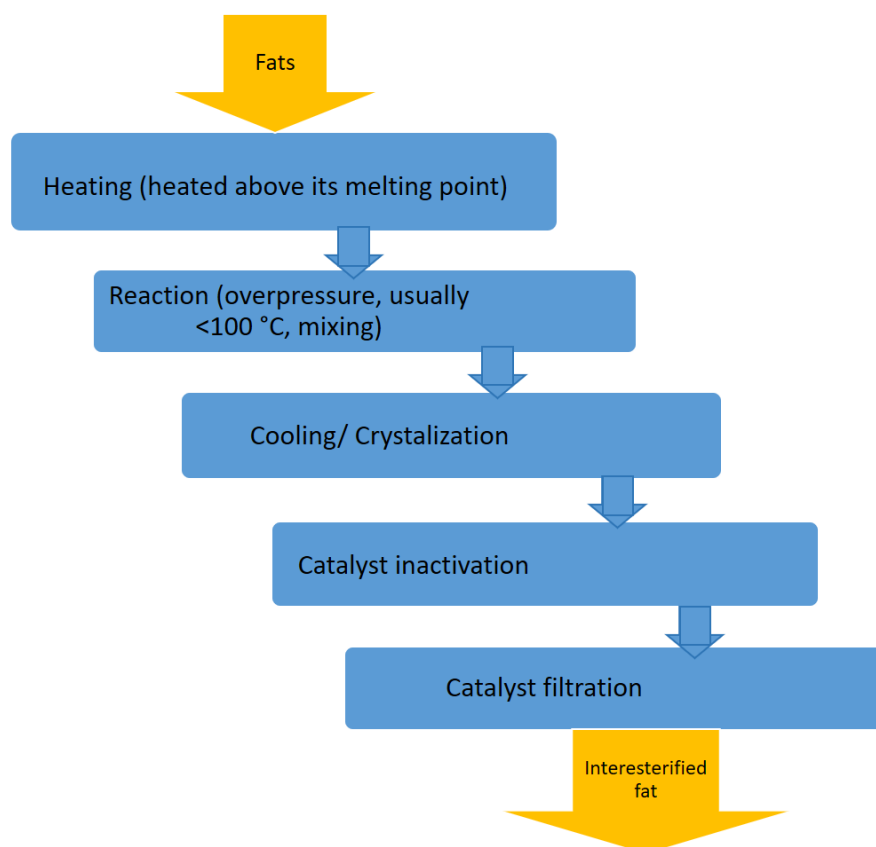 Fats
Heating (heated above its melting point)
Reaction (overpressure, usually
<100 °C, mixing)
Cooling/ Crystalization
Catalyst inactivation
Catalyst filtration
Interesterified
fat